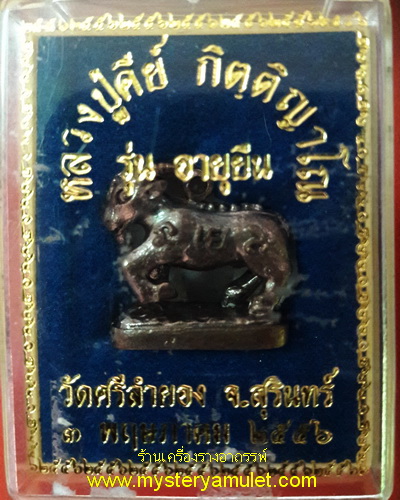 หลวงปู่คีย์ กิตฺติญาโณ
รุ่น อายุยืน
วัดศรีลำยอง จ.สุรินทร์
๓ พฤษภาคม ๒๕๕๖
ร้านเครื่องรางอาถรรพ์
www.mysteryamulet.com